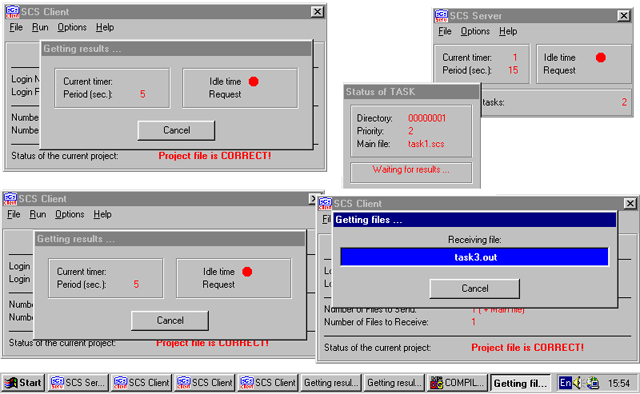 SCS Client
File Run Options Help
Getting results ...
Current timer:
Period (sec.): 5
Idle time
Request
Cancel
Login
Login
Number
Number
Status of the current project: Project file is CORRECT!
SCS Server
File Run Options Help
Current timer: 1
Period (sec.): 15
Idle time
Request
tasks: 2
Status of TASK
Directory: 00000001
Priority: 2
Main file: task1.scs
Waiting for results ...
SCS Client
File Run Options Help
Getting results ...
Current timer:
Period (sec.): 5
Idle time
Request
Cancel
Login
Login
Numbe
Numbe
Status of the current project: Project file is CORRECT!
SCS Client
Getting files ...
Receiving file:
task3.out
Cancel
Number of Files to Send: 1 ( + Main file)
Number of Files to Receive: 1
Status of the current project: Project file is CORRECT!
Start
SCS Ser...
SCS Client
SCS Client
SCS Client
Getting resul...
Getting resul...
COMPIL...
Getting fil...
En
15:54